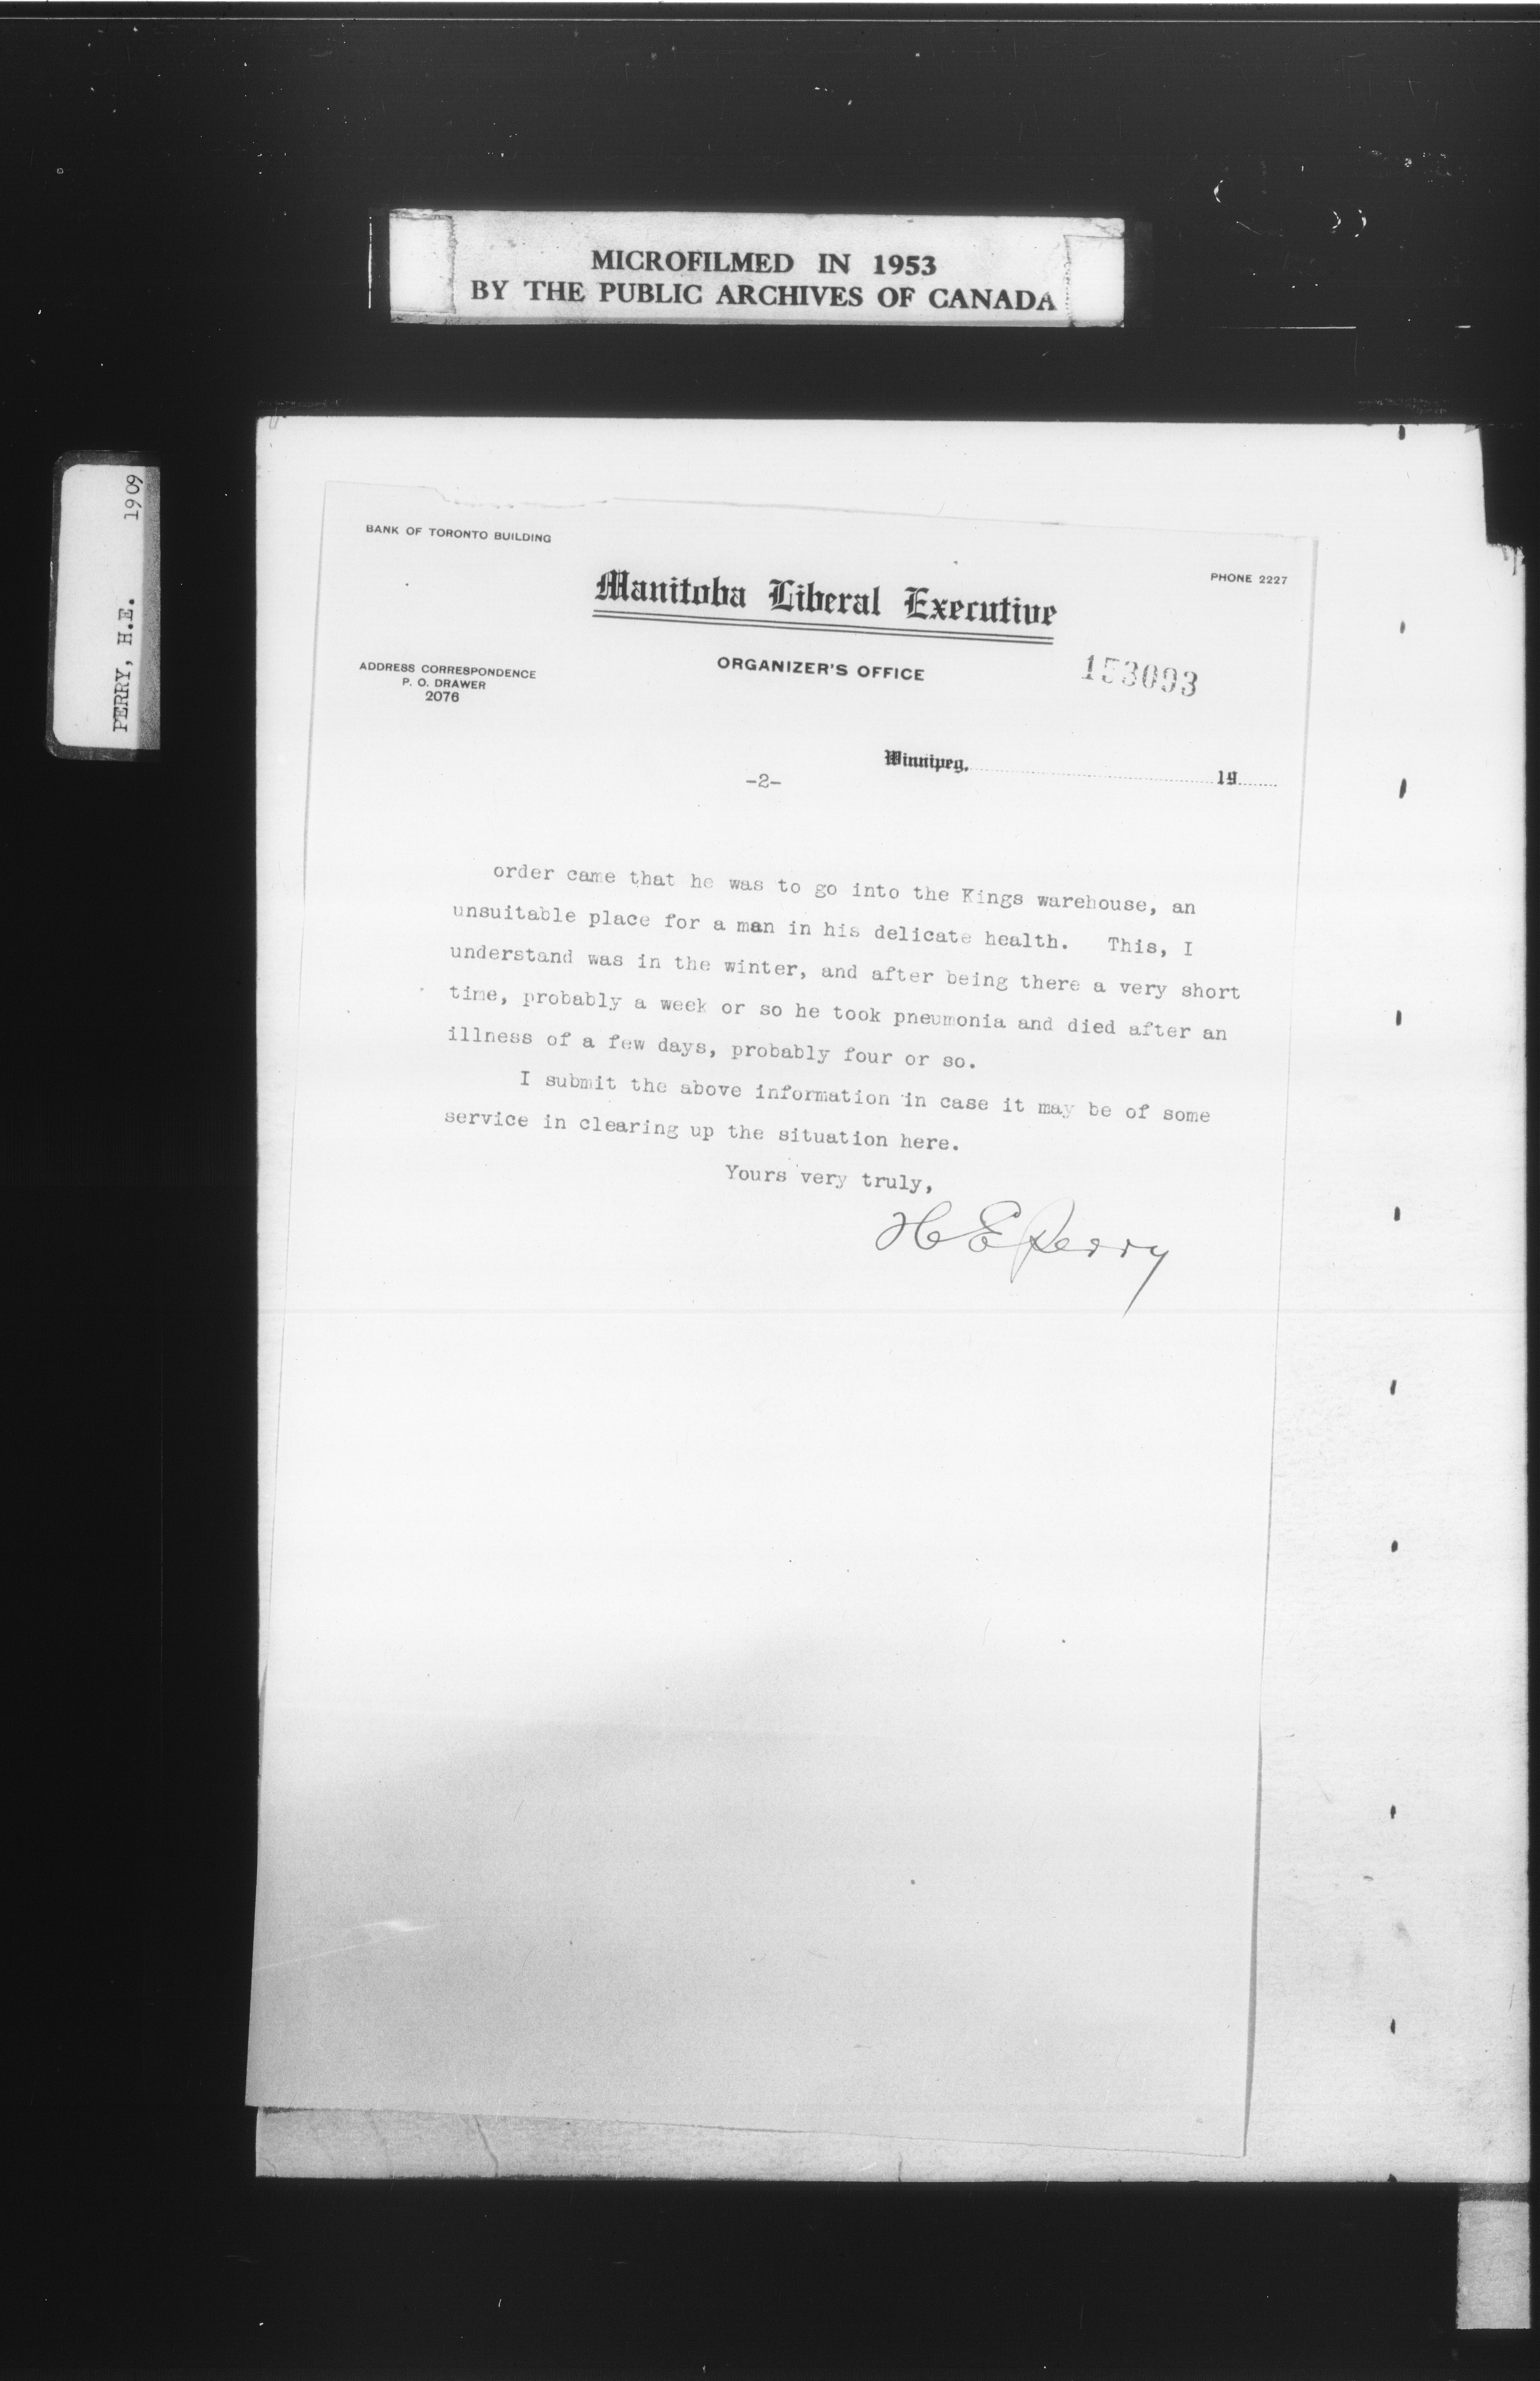 MICROFILMED IN 1953
BY THE PUBLIC ARCHIVES OF CANADA
PERRY, H.E. 1909
BANK OF TORONTO BUILDING
PHONE 2227
Manitoba Liberal Executive
ADDRESS CORRESPONDENCE
P. O. DRAWER
2076
ORGANIZER'S OFFICE
153093
Winnipeg, 19
-2-
order came that he was to go into the Kings warehouse, an
unsuitable place for a man in his delicate health. This, I
understand was in the winter, and after being there a very short
time, probably a week or so he took pneumonia and died after an
illness of a few days, probably four or so.
I submit the above information in case it may be of some
service in clearing up the situation here.
Yours very truly,
H E Perry